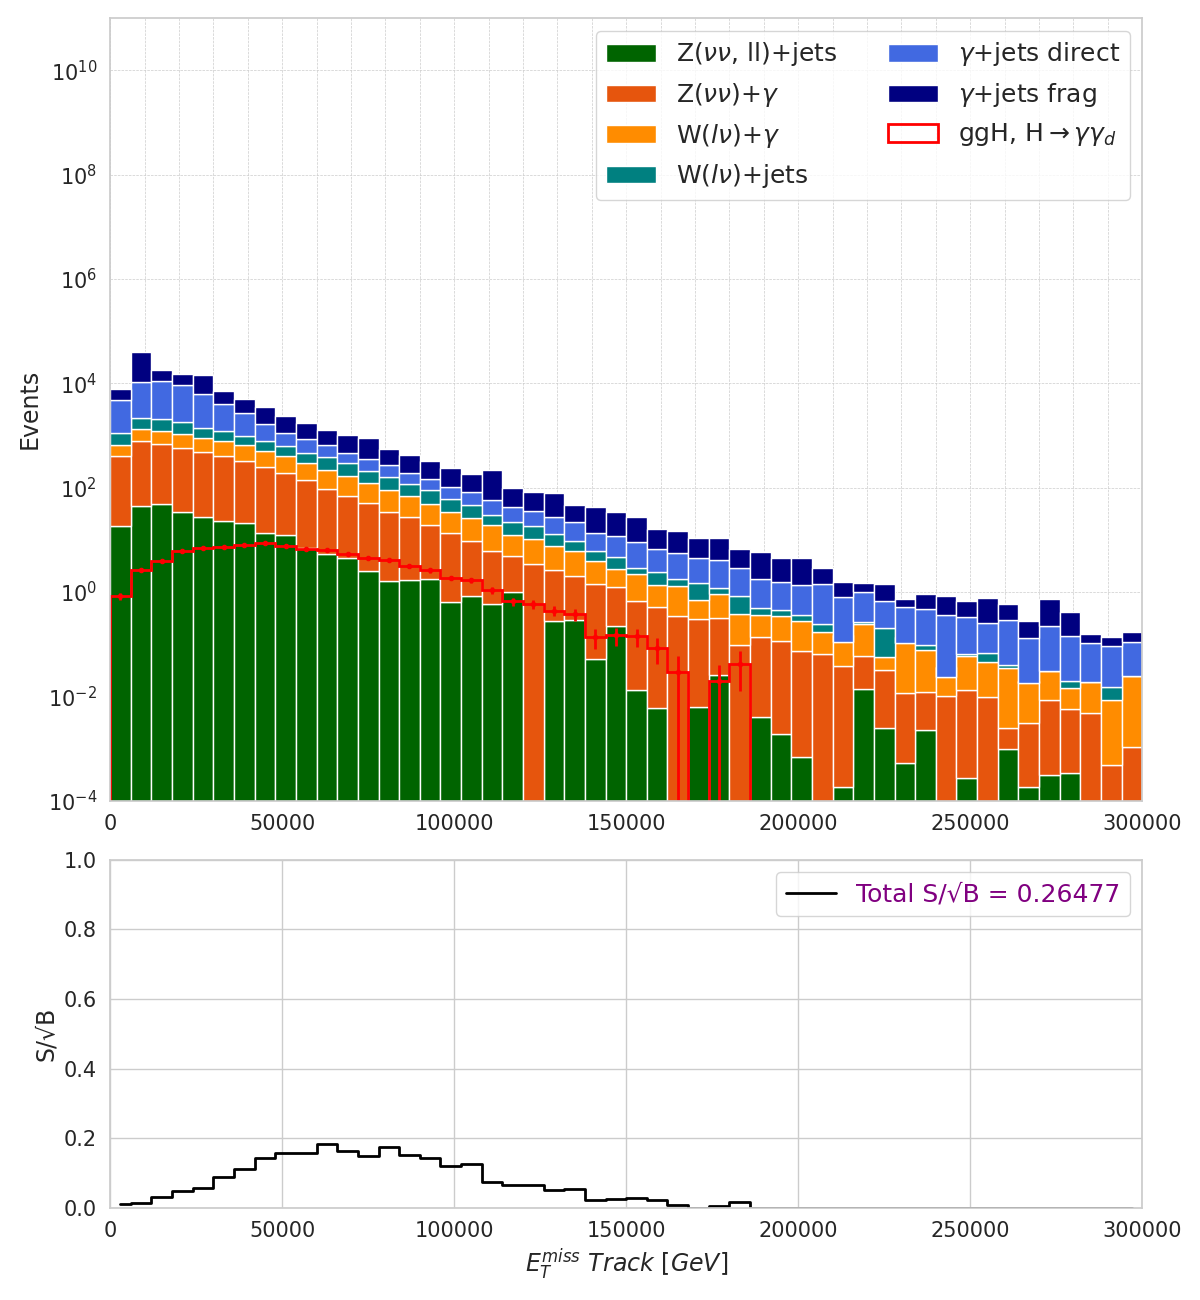 Z(νν, ll)+jets
Z(νν)+γ
W(lν)+γ
W(lν)+jets
γ+jets direct
γ+jets frag
ggH, H→γγ_d
Events
10^10
10^8
10^6
10^4
10^2
10^0
10^−2
10^−4
0 50000 100000 150000 200000 250000 300000
Total S/√B = 0.26477
S/√B
1.0
0.8
0.6
0.4
0.2
0.0
0 50000 100000 150000 200000 250000 300000
E_T^miss Track [GeV]